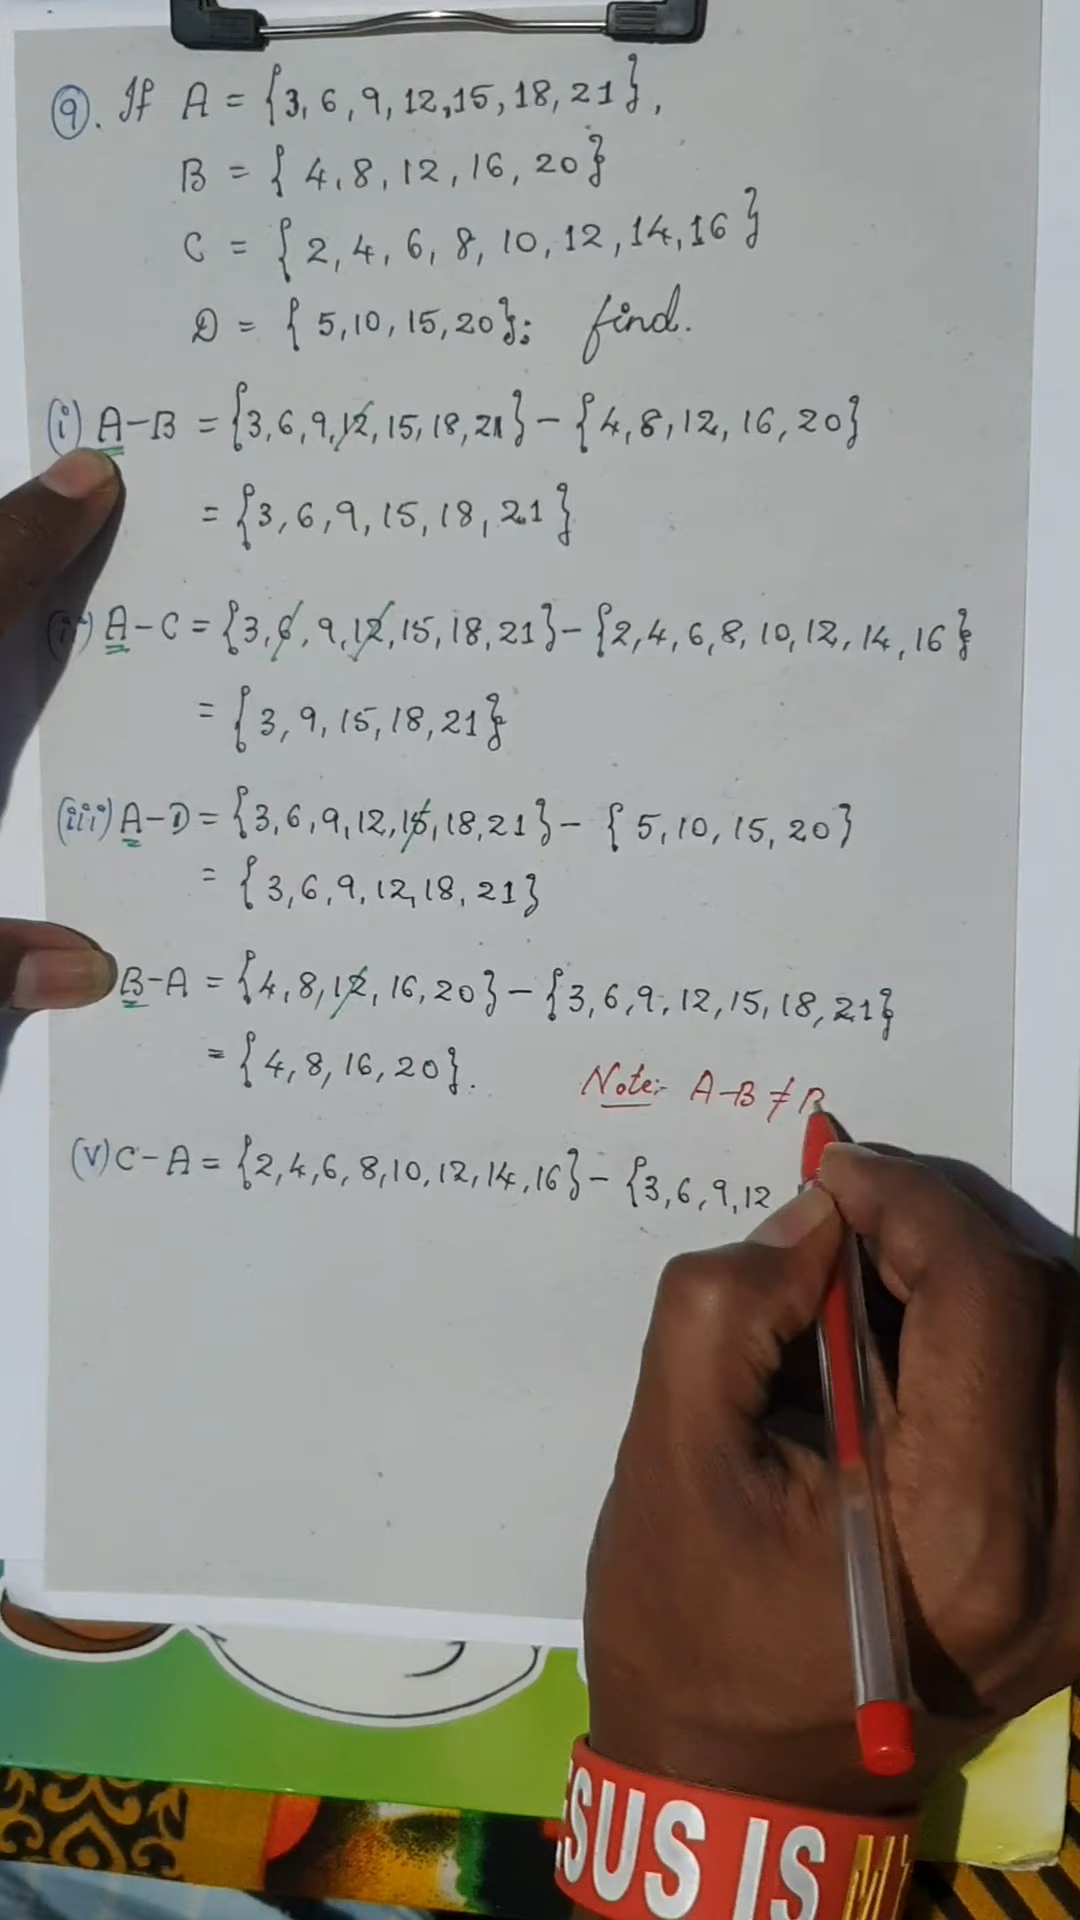 9. If A = {3, 6, 9, 12, 15, 18, 21},
B = { 4, 8, 12, 16, 20}
C = { 2, 4, 6, 8, 10, 12, 14, 16 }
D = { 5, 10, 15, 20}; find.
(i) A-B = {3, 6, 9, 12, 15, 18, 21} - {4, 8, 12, 16, 20}
= {3, 6, 9, 15, 18, 21}
A-C = {3, 6, 9, 12, 15, 18, 21} - {2, 4, 6, 8, 10, 12, 14, 16}
= {3, 9, 15, 18, 21}
(iii) A-D = {3, 6, 9, 12, 15, 18, 21} - { 5, 10, 15, 20}
= {3, 6, 9, 12, 18, 21}
B-A = {4, 8, 12, 16, 20} - {3, 6, 9, 12, 15, 18, 21}
= {4, 8, 16, 20}.
Note:- A-B ≠
(v) C-A = {2, 4, 6, 8, 10, 12, 14, 16} - {3, 6, 9, 12
SUS IS